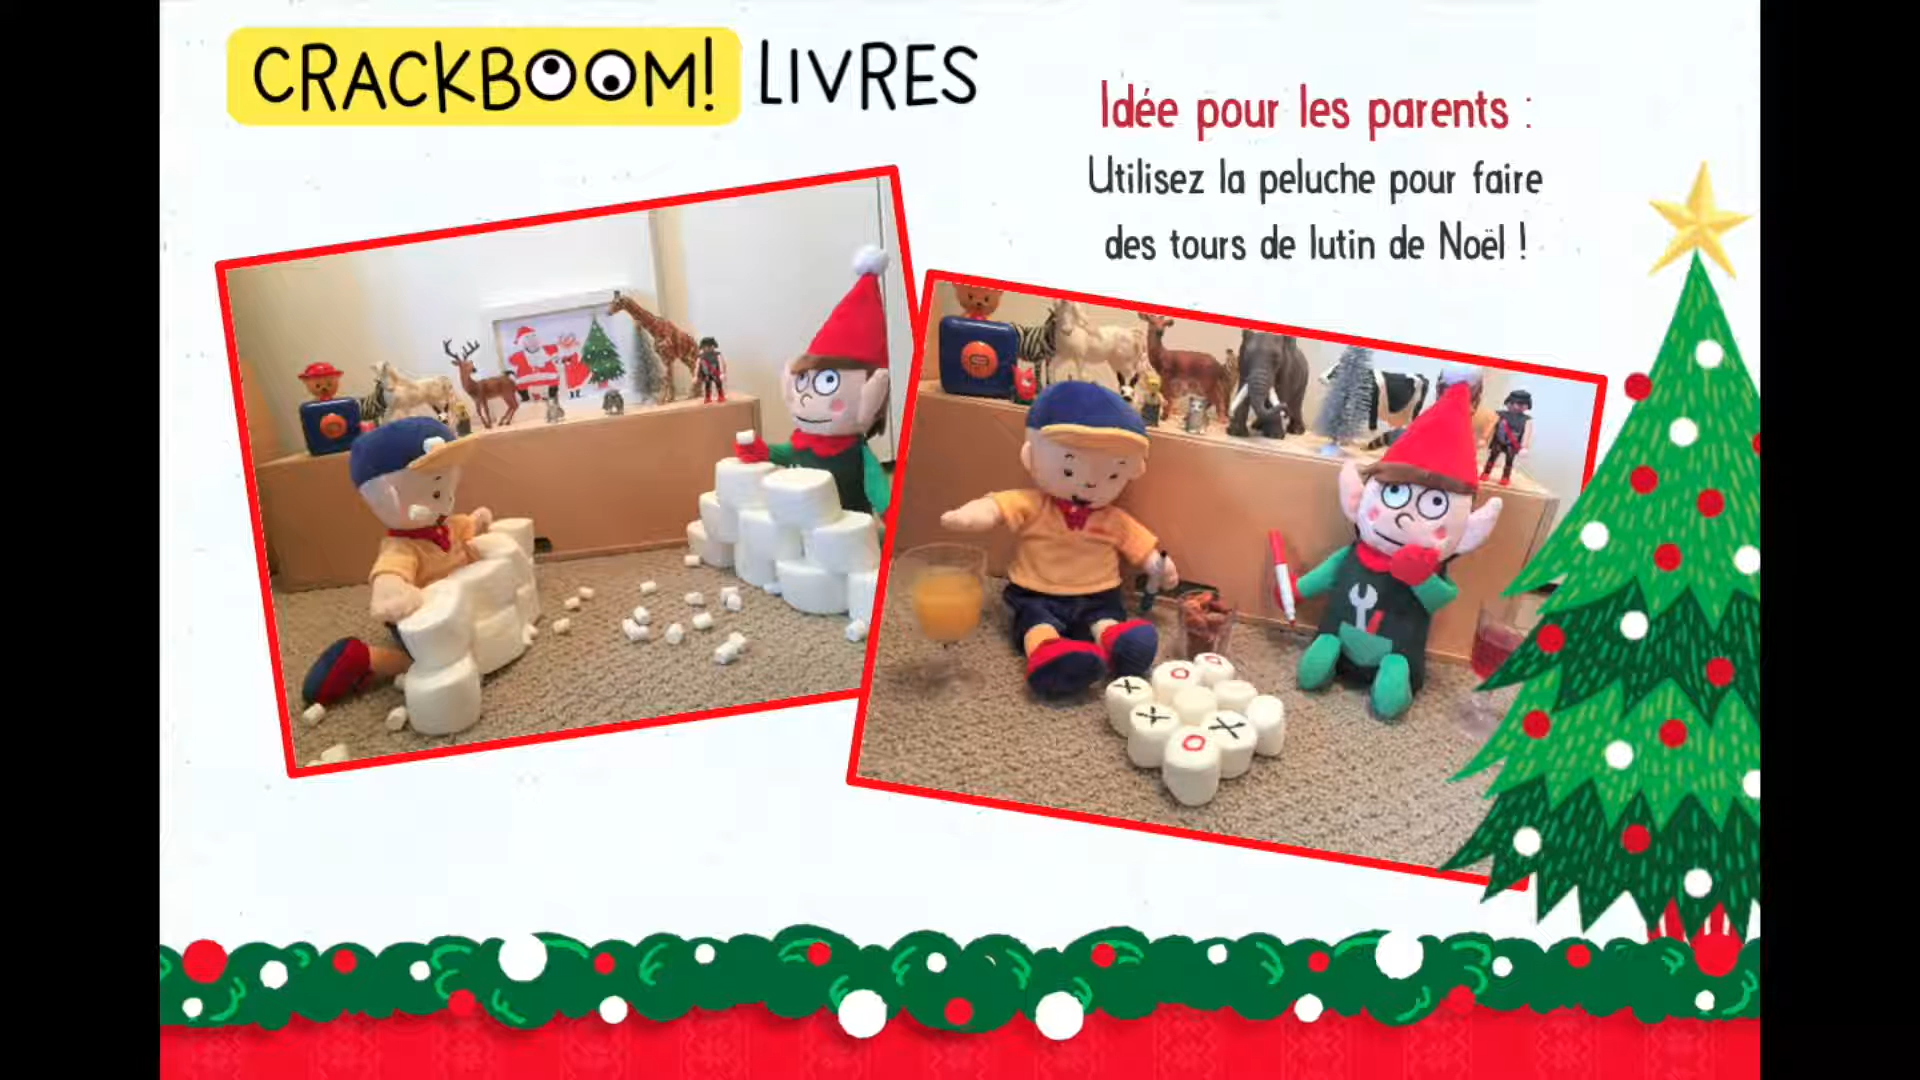 CRACKBOOM! LIVRES
Idée pour les parents :
Utilisez la peluche pour faire
des tours de lutin de Noël !
X O O
X X
O